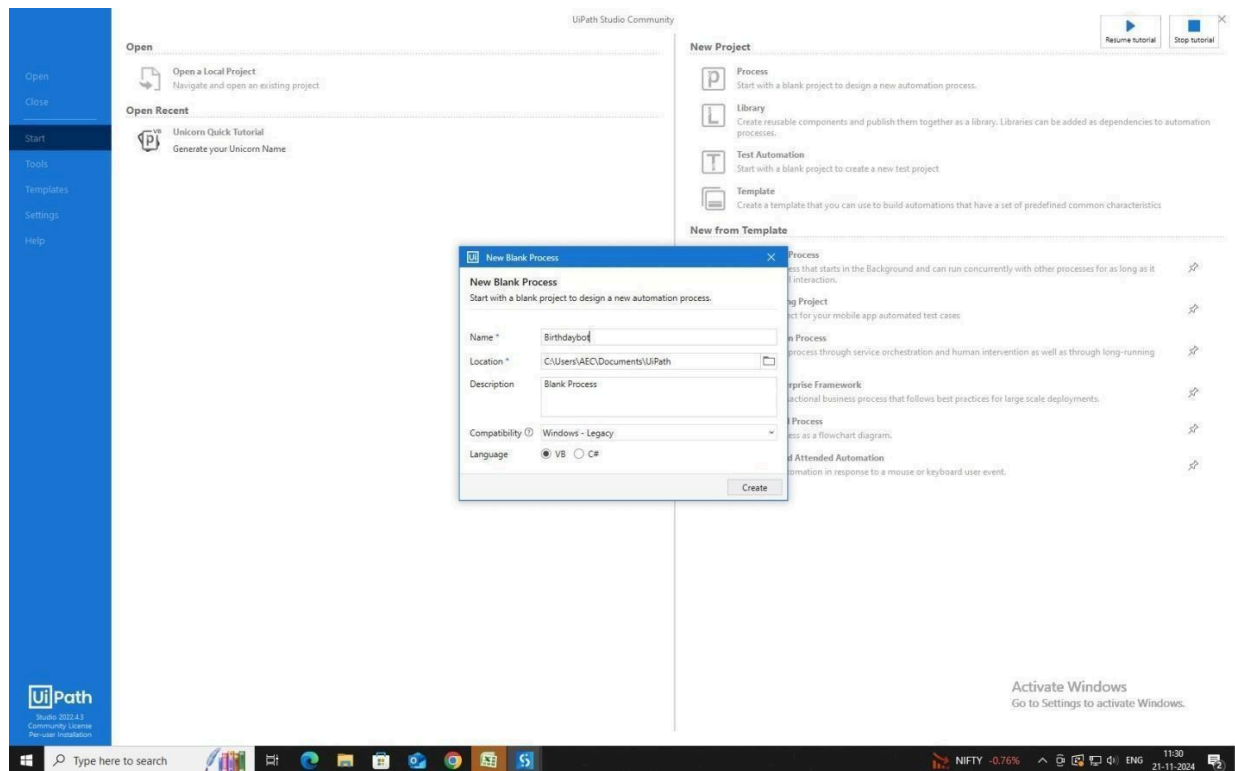 UiPath Studio Community
Resume tutorial
Stop tutorial
Open
Close
Start
Tools
Templates
Settings
Help
Open
Open a Local Project
Navigate and open an existing project
Open Recent
Unicorn Quick Tutorial
Generate your Unicorn Name
New Project
Process
Start with a blank project to design a new automation process.
Library
Create reusable components and publish them together as a library. Libraries can be added as dependencies to automation
processes.
Test Automation
Start with a blank project to create a new test project
Template
Create a template that you can use to build automations that have a set of predefined common characteristics
New from Template
Process
ess that starts in the Background and can run concurrently with other processes for as long as it
l interaction.
ng Project
ect for your mobile app automated test cases
n Process
process through service orchestration and human intervention as well as through long-running
rprise Framework
sactional business process that follows best practices for large scale deployments.
l Process
ess as a flowchart diagram.
d Attended Automation
tomation in response to a mouse or keyboard user event.
Ui New Blank Process
New Blank Process
Start with a blank project to design a new automation process.
Name * Birthdaybot
Location * C:\Users\AEC\Documents\UiPath
Description Blank Process
Compatibility Windows - Legacy
Language VB C#
Create
UiPath
Studio 2022.4.3
Community License
Per-user Installation
Activate Windows
Go to Settings to activate Windows.
Type here to search
NIFTY -0.76%
ENG
11:30
21-11-2024
2